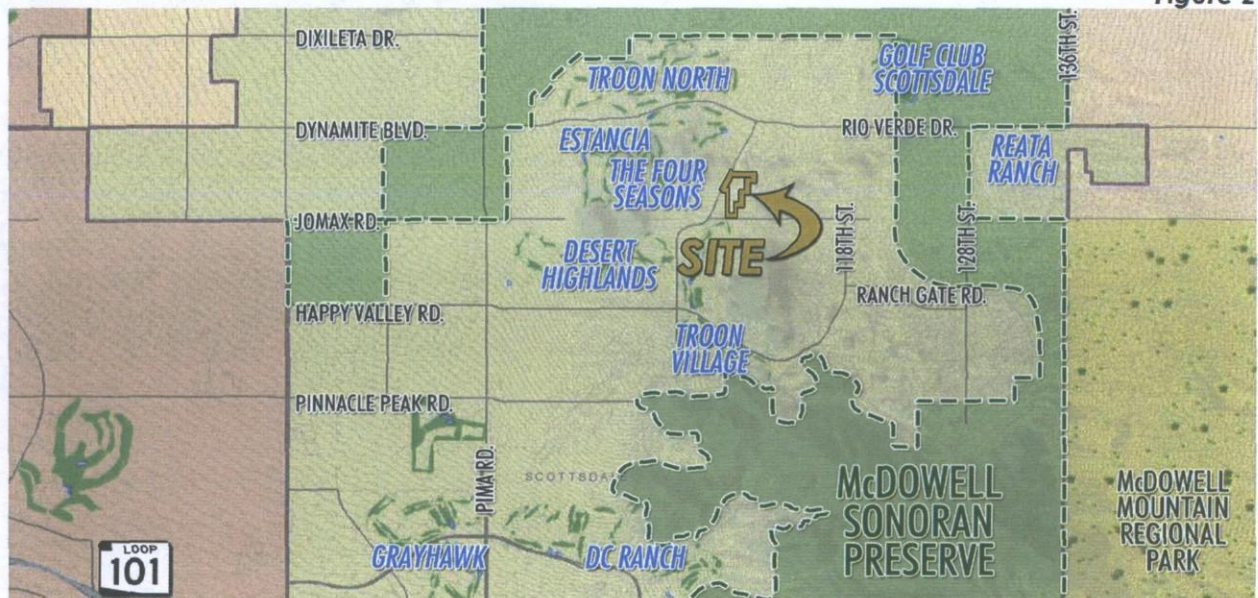 Figure 2
DIXILETA DR.
136TH ST.
TROON NORTH
GOLF CLUB
SCOTTSDALE
DYNAMITE BLVD.
RIO VERDE DR.
ESTANCIA
THE FOUR
SEASONS
REATA
RANCH
JOMAX RD.
118TH ST.
128TH ST.
SITE
DESERT
HIGHLANDS
RANCH GATE RD.
HAPPY VALLEY RD.
TROON
VILLAGE
PINNACLE PEAK RD.
PIMA RD.
SCOTTSDALE
McDOWELL
SONORAN
PRESERVE
McDOWELL
MOUNTAIN
REGIONAL
PARK
LOOP
101
GRAYHAWK
DC RANCH